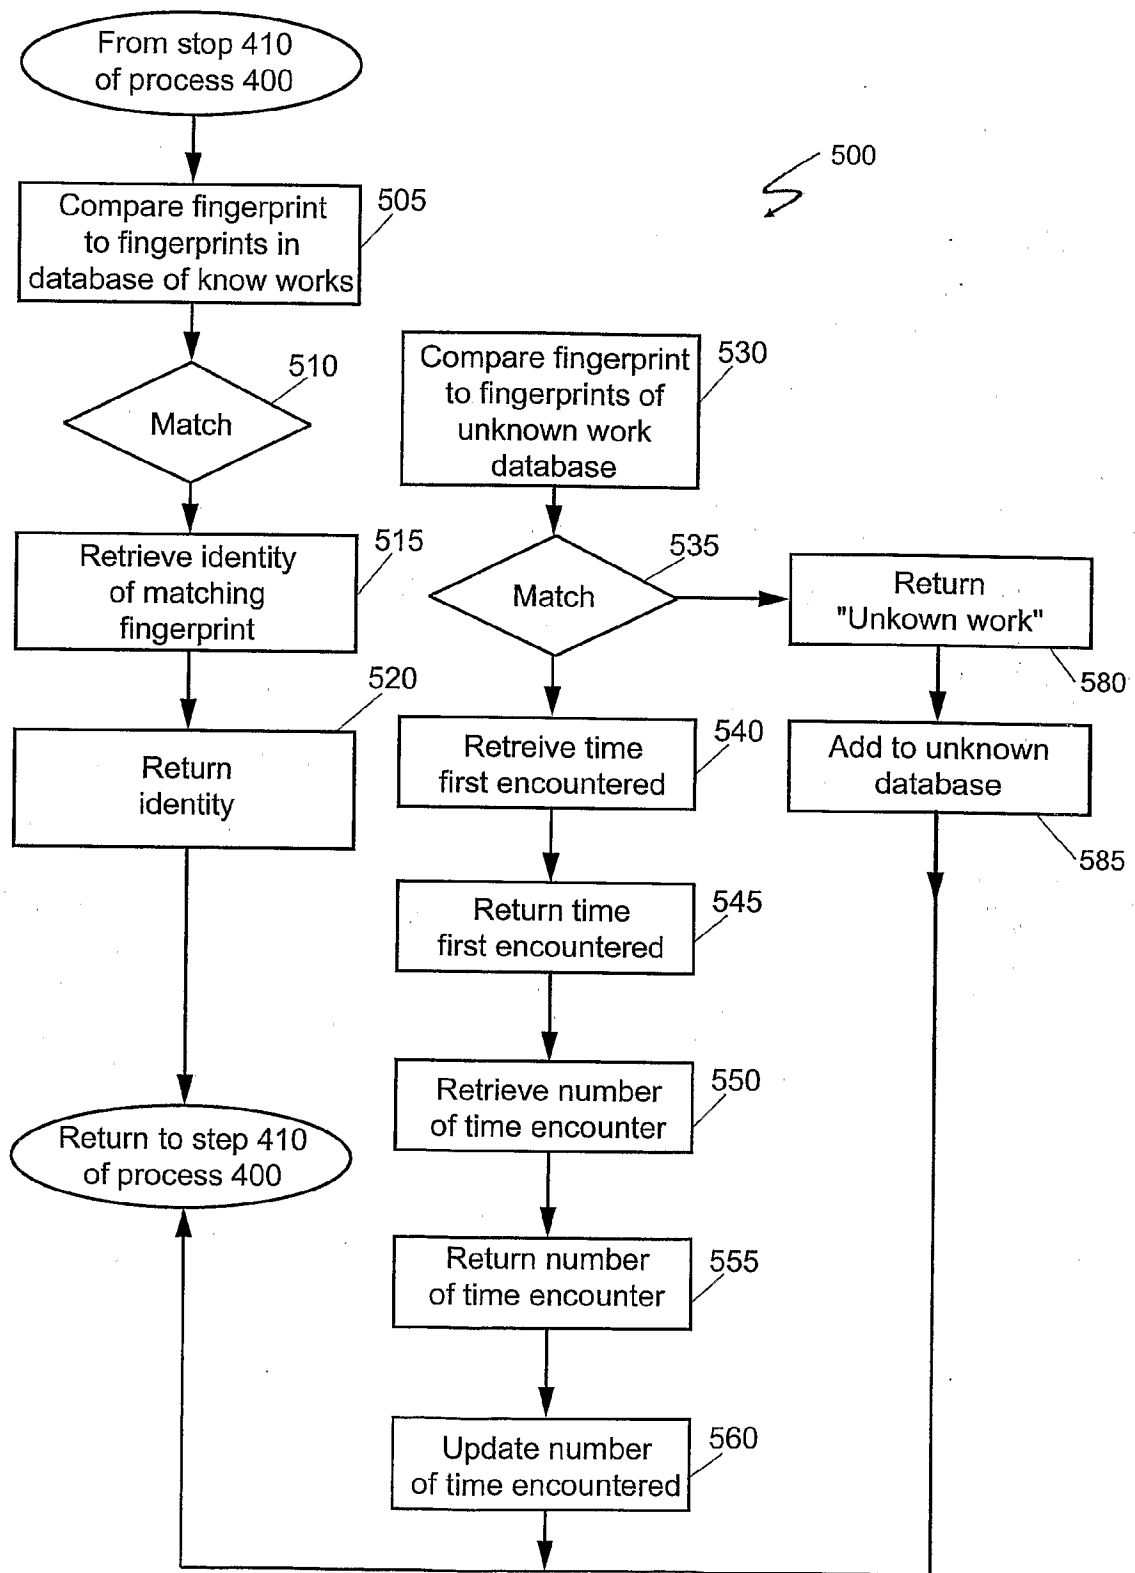 From stop 410
of process 400
500
Compare fingerprint
to fingerprints in
database of know works
505
Match
510
Retrieve identity
of matching
fingerprint
515
Return
identity
520
Return to step 410
of process 400
Compare fingerprint
to fingerprints of
unknown work
database
530
Match
535
Retreive time
first encountered
540
Return time
first encountered
545
Retrieve number
of time encounter
550
Return number
of time encounter
555
Update number
of time encountered
560
Return
"Unkown work"
580
Add to unknown
database
585